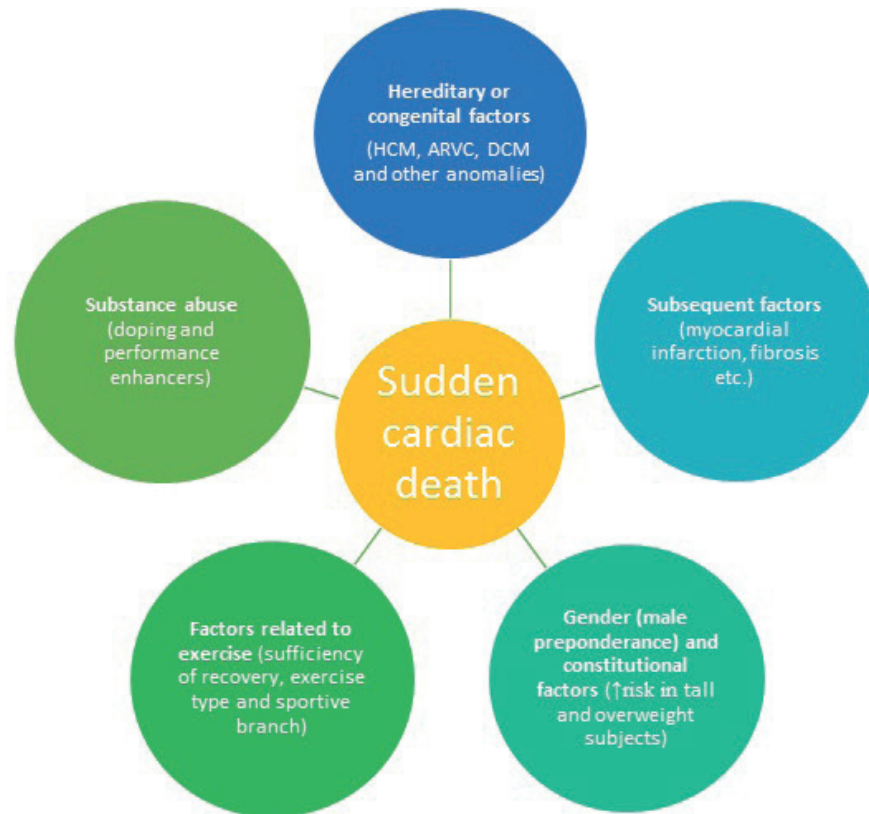 Hereditary or
congenital factors
(HCM, ARVC, DCM
and other anomalies)
Substance abuse
(doping and
performance
enhancers)
Subsequent factors
(myocardial
infarction, fibrosis
etc.)
Sudden
cardiac
death
Factors related to
exercise (sufficiency
of recovery, exercise
type and sportive
branch)
Gender (male
preponderance) and
constitutional
factors (↑risk in tall
and overweight
subjects)